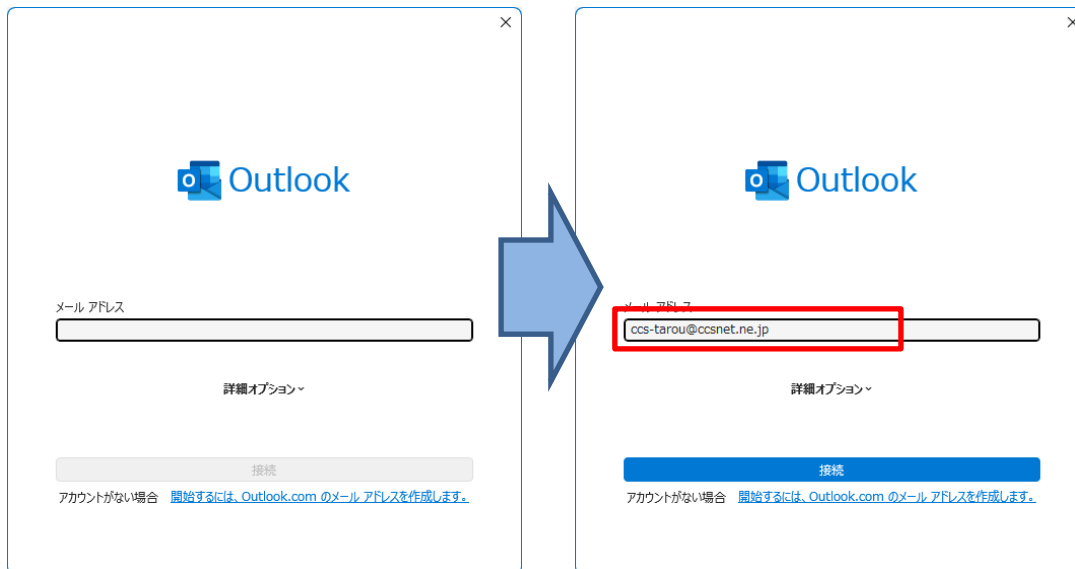 Outlook
メール アドレス
詳細オプション
接続
アカウントがない場合 開始するには、Outlook.com のメール アドレスを作成します。
Outlook
メール アドレス
ccs-tarou@ccsnet.ne.jp
詳細オプション
接続
アカウントがない場合 開始するには、Outlook.com のメール アドレスを作成します。